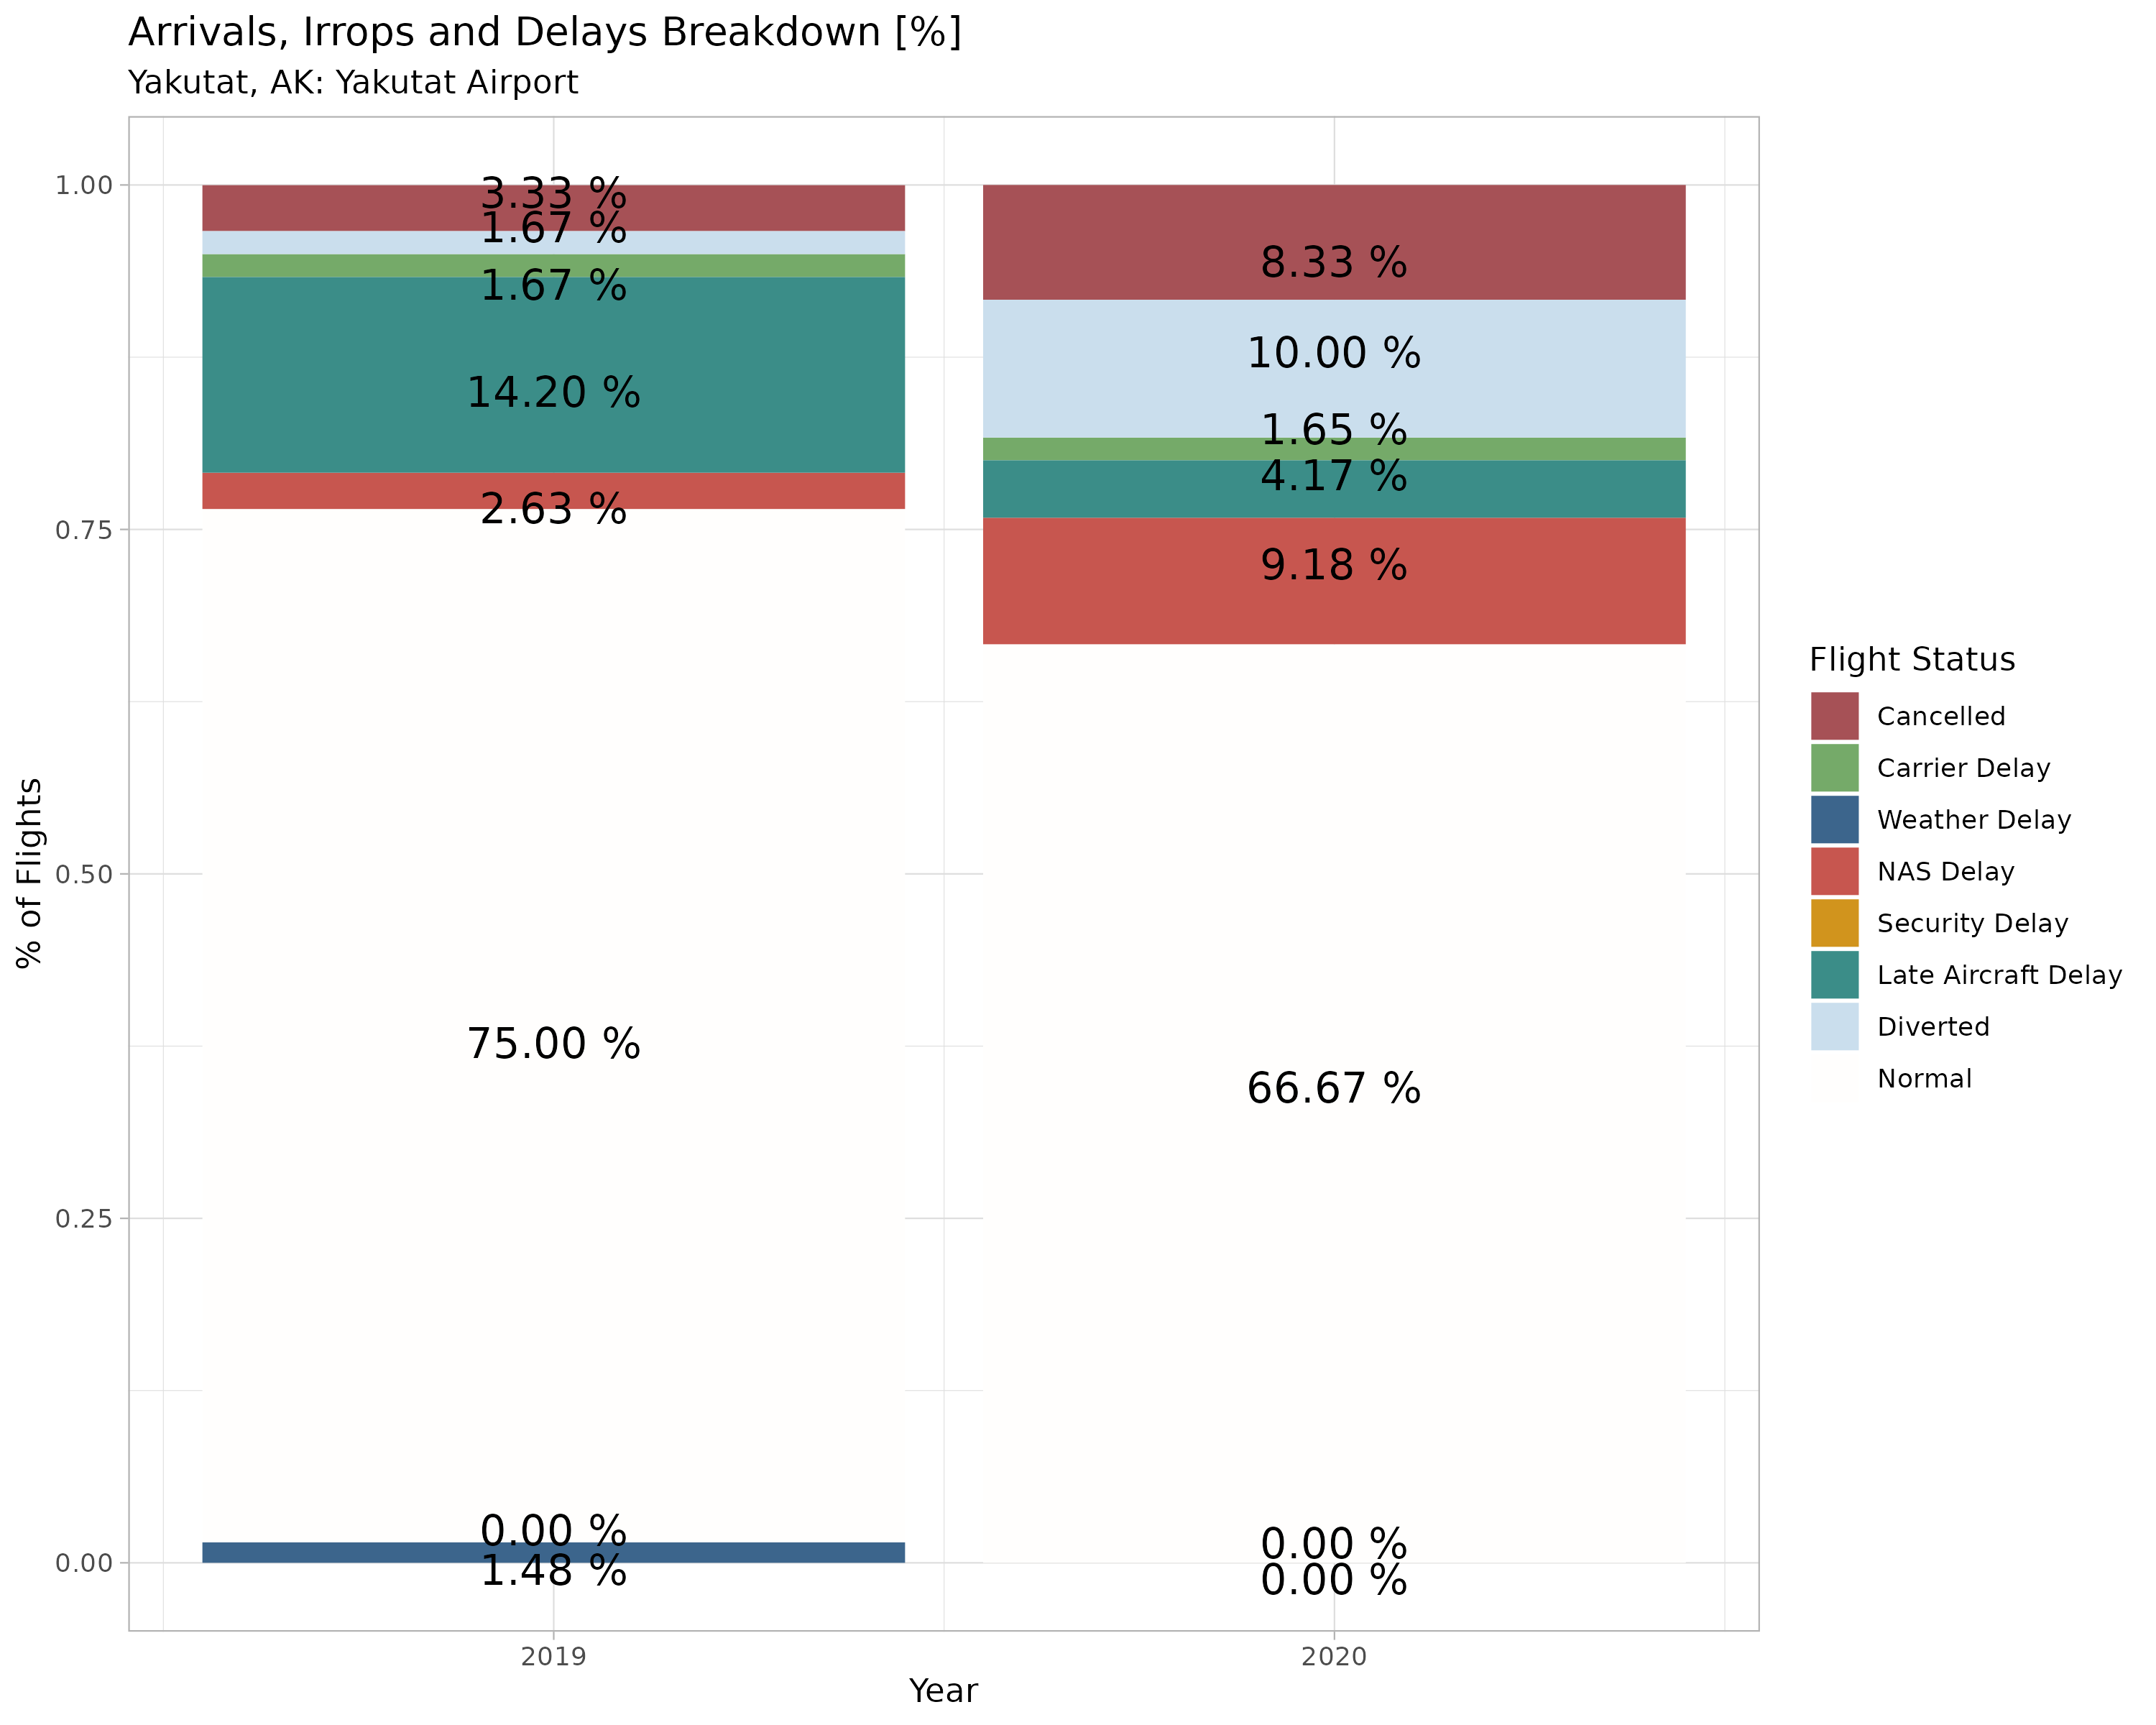 Arrivals, Irrops and Delays Breakdown [%]
Yakutat, AK: Yakutat Airport
% of Flights
1.00
0.75
0.50
0.25
0.00
3.33 %
1.67 %
1.67 %
14.20 %
2.63 %
75.00 %
0.00 %
1.48 %
8.33 %
10.00 %
1.65 %
4.17 %
9.18 %
66.67 %
0.00 %
0.00 %
2019
2020
Year
Flight Status
Cancelled
Carrier Delay
Weather Delay
NAS Delay
Security Delay
Late Aircraft Delay
Diverted
Normal